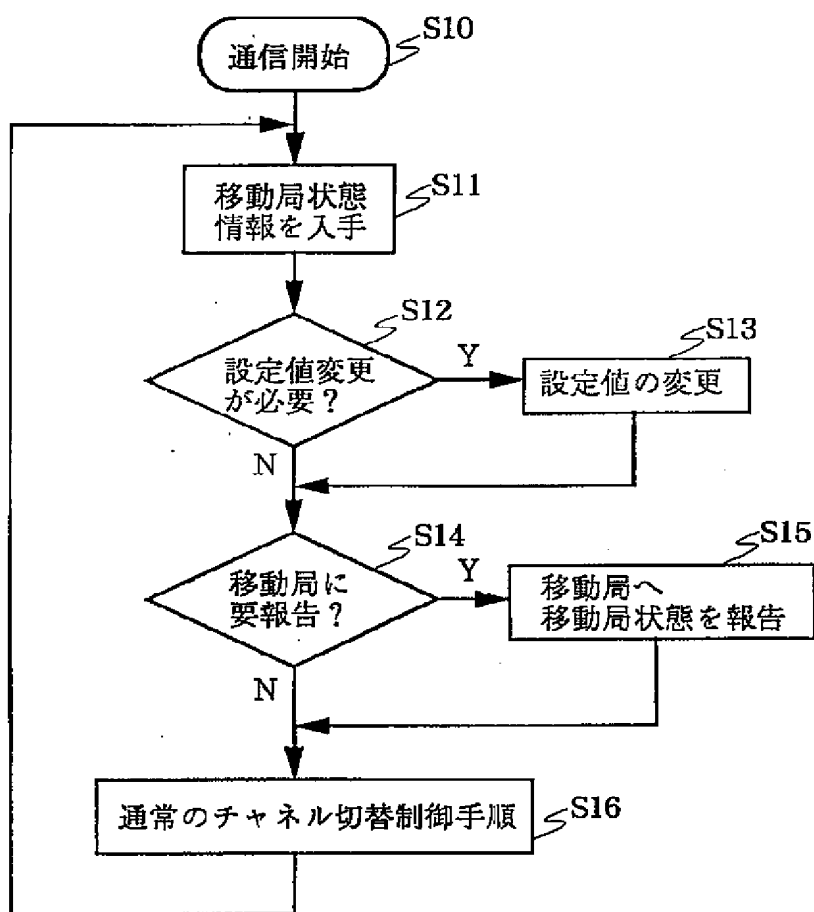 通信開始
S10
移動局状態
情報を入手
S11
設定値変更
が必要？
S12
Y
設定値の変更
S13
N
移動局に
要報告？
S14
Y
移動局へ
移動局状態を報告
S15
N
通常のチャネル切替制御手順
S16